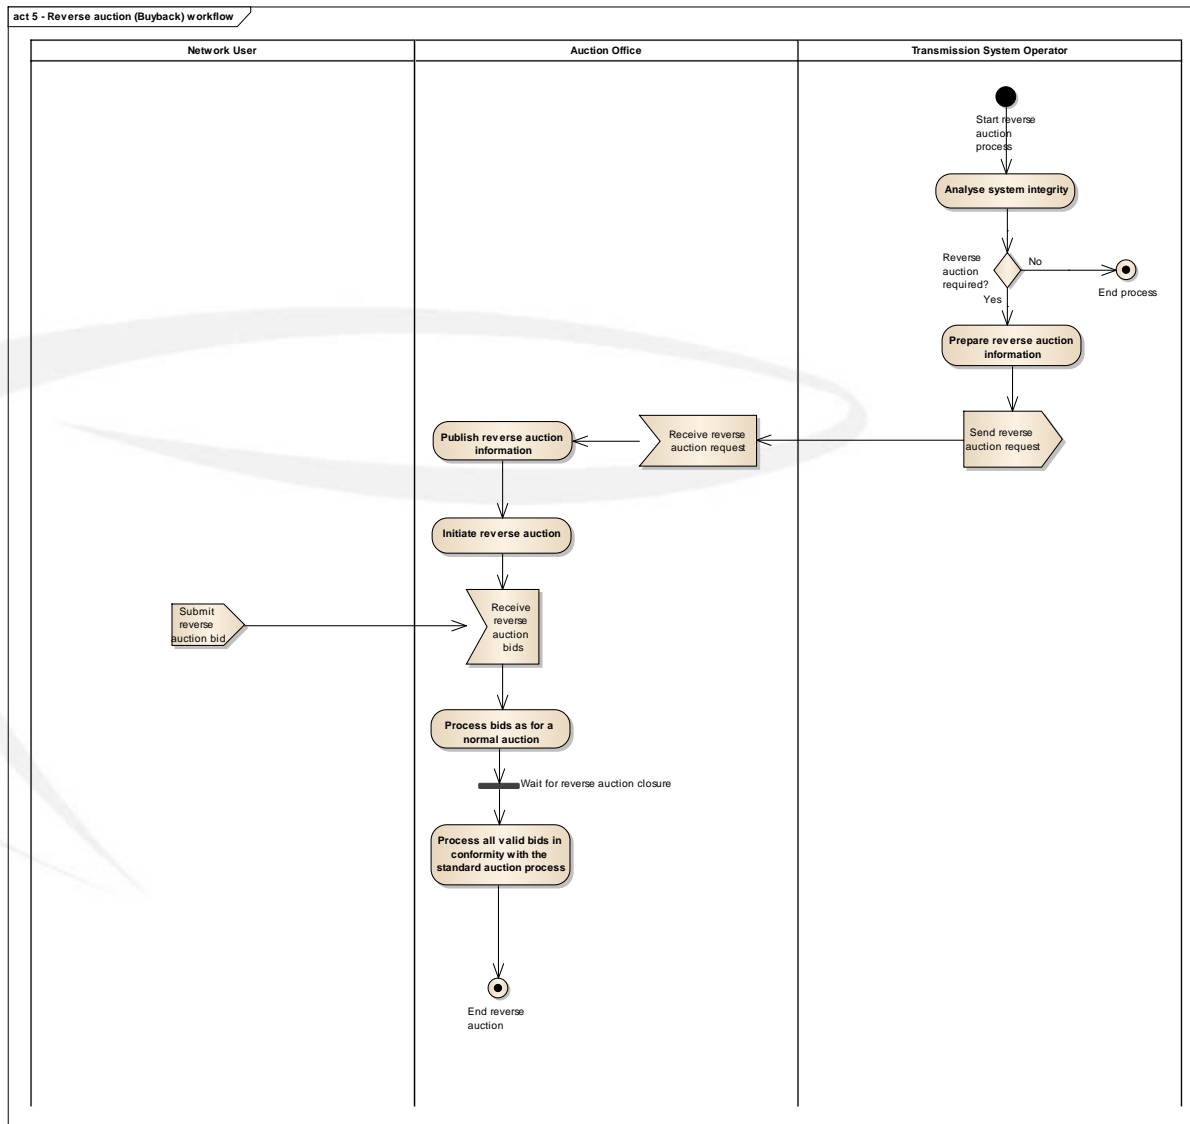 act 5 - Reverse auction (Buyback) workflow
Network User
Auction Office
Transmission System Operator
Start reverse
auction
process
Analyse system integrity
Reverse
auction
required?
No
End process
Yes
Prepare reverse auction
information
Send reverse
auction request
Receive reverse
auction request
Publish reverse auction
information
Initiate reverse auction
Submit
reverse
auction bid
Receive
reverse
auction
bids
Process bids as for a
normal auction
Wait for reverse auction closure
Process all valid bids in
conformity with the
standard auction process
End reverse
auction